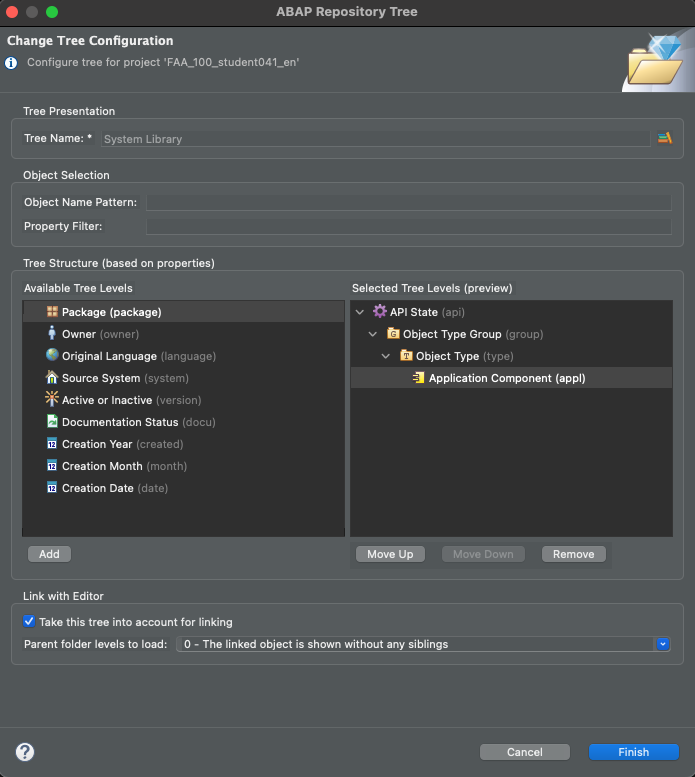 ABAP Repository Tree
Change Tree Configuration
Configure tree for project 'FAA_100_student041_en'
Tree Presentation
Tree Name: * System Library
Object Selection
Object Name Pattern:
Property Filter:
Tree Structure (based on properties)
Available Tree Levels
Package (package)
Owner (owner)
Original Language (language)
Source System (system)
Active or Inactive (version)
Documentation Status (docu)
Creation Year (created)
Creation Month (month)
Creation Date (date)
Add
Selected Tree Levels (preview)
API State (api)
Object Type Group (group)
Object Type (type)
Application Component (appl)
Move Up Move Down Remove
Link with Editor
Take this tree into account for linking
Parent folder levels to load: 0 - The linked object is shown without any siblings
? Cancel Finish